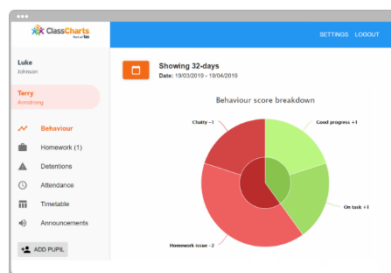 ClassCharts
SETTINGS LOGOUT
Luke
Johnson
Terry
Armstrong
Behaviour
Homework (1)
Detentions
Attendance
Timetable
Announcements
ADD PUPIL
Showing 32-days
Date: 19/03/2019 - 19/04/2019
Behaviour score breakdown
Chatty -1
Good progress +1
On task +1
Homework issue -2